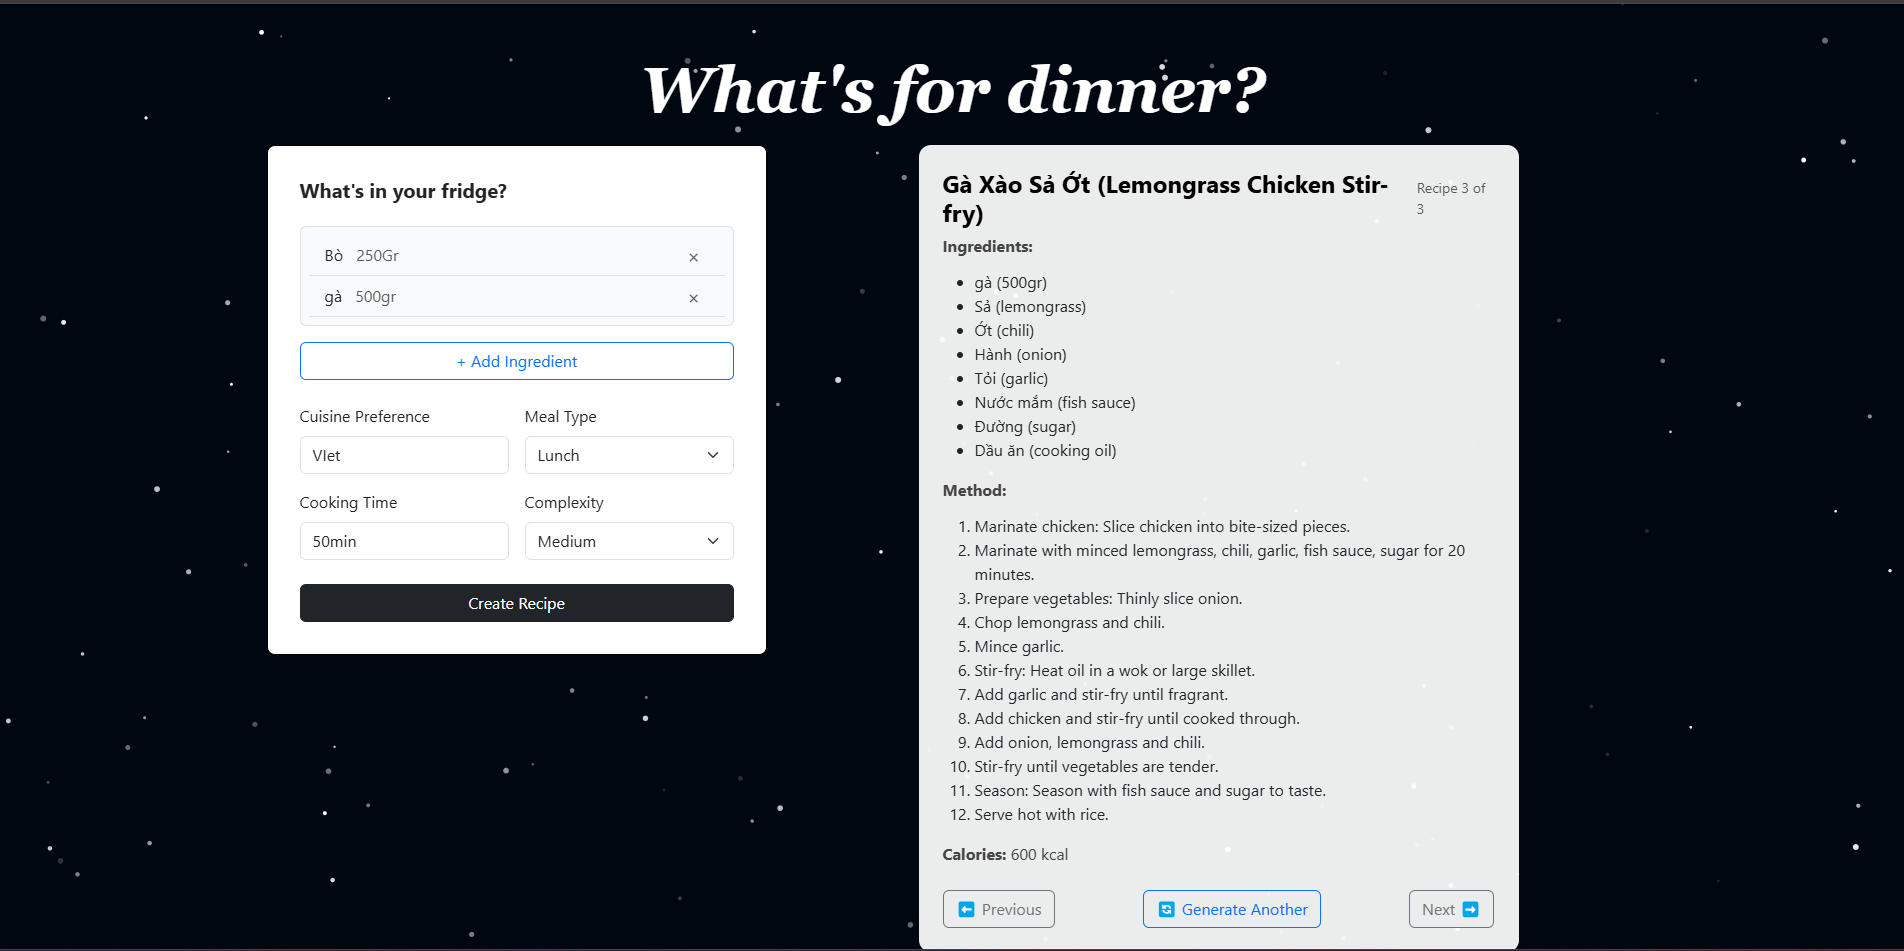 What's for dinner?
What's in your fridge?
Bò 250Gr ×
gà 500gr ×
+ Add Ingredient
Cuisine Preference Meal Type
VIet Lunch
Cooking Time Complexity
50min Medium
Create Recipe
Gà Xào Sả Ớt (Lemongrass Chicken Stir-
fry)
Recipe 3 of
3
Ingredients:
• gà (500gr)
• Sả (lemongrass)
• Ớt (chili)
• Hành (onion)
• Tỏi (garlic)
• Nước mắm (fish sauce)
• Đường (sugar)
• Dầu ăn (cooking oil)
Method:
1. Marinate chicken: Slice chicken into bite-sized pieces.
2. Marinate with minced lemongrass, chili, garlic, fish sauce, sugar for 20
minutes.
3. Prepare vegetables: Thinly slice onion.
4. Chop lemongrass and chili.
5. Mince garlic.
6. Stir-fry: Heat oil in a wok or large skillet.
7. Add garlic and stir-fry until fragrant.
8. Add chicken and stir-fry until cooked through.
9. Add onion, lemongrass and chili.
10. Stir-fry until vegetables are tender.
11. Season: Season with fish sauce and sugar to taste.
12. Serve hot with rice.
Calories: 600 kcal
Previous Generate Another Next